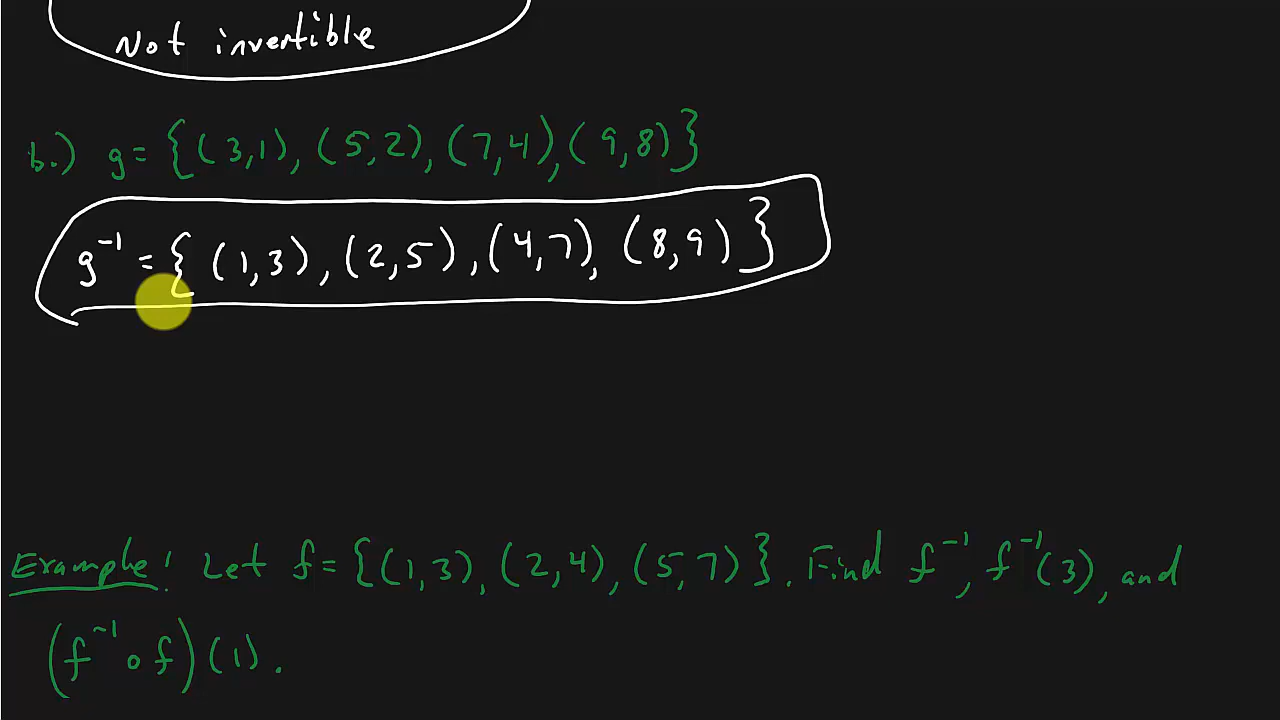 Not invertible
b.) g = {(3,1), (5,2), (7,4), (9,8)}
g⁻¹ = {(1,3), (2,5), (4,7), (8,9)}
Example! Let f = {(1,3), (2,4), (5,7)}. Find f⁻¹, f⁻¹(3), and
(f⁻¹ ∘ f)(1).